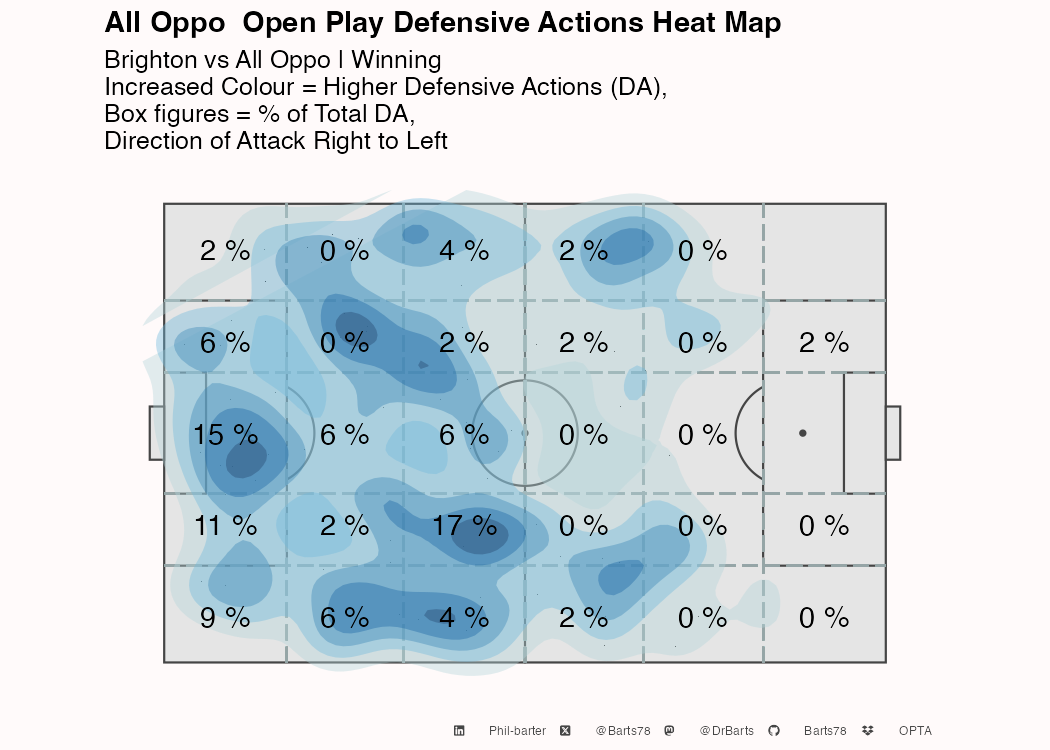 All Oppo  Open Play Defensive Actions Heat Map
Brighton vs All Oppo | Winning
Increased Colour = Higher Defensive Actions (DA),
Box figures = % of Total DA,
Direction of Attack Right to Left
2 % 0 % 4 % 2 % 0 %
6 % 0 % 2 % 2 % 0 % 2 %
15 % 6 % 6 % 0 % 0 %
11 % 2 % 17 % 0 % 0 % 0 %
9 % 6 % 4 % 2 % 0 % 0 %
Phil-barter @Barts78 @DrBarts Barts78 OPTA